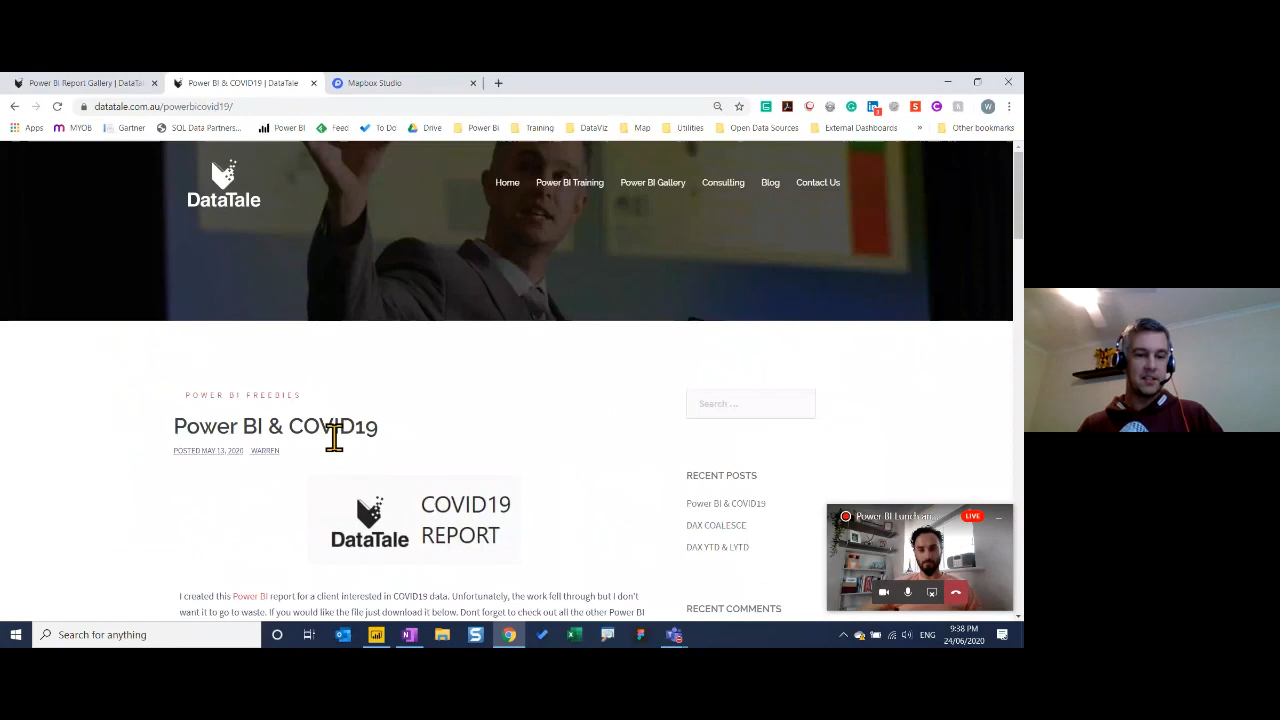 Power BI Report Gallery | DataTal
Power BI & COVID19 | DataTale
Mapbox Studio
datatale.com.au/powerbicovid19/
W
Apps
MYOB
Gartner
SQL Data Partners...
Power BI
Feed
To Do
Drive
Power Bi
Training
DataViz
Map
Utilities
Open Data Sources
External Dashboards
»
Other bookmarks
DataTale
Home
Power BI Training
Power BI Gallery
Consulting
Blog
Contact Us
POWER BI FREEBIES
Power BI & COVID19
POSTED MAY 13, 2020 WARREN
DataTale
COVID19
REPORT
I created this Power BI report for a client interested in COVID19 data. Unfortunately, the work fell through but I don't
want it to go to waste. If you would like the file just download it below. Dont forget to check out all the other Power BI
Search ...
RECENT POSTS
Power BI & COVID19
DAX COALESCE
DAX YTD & LYTD
RECENT COMMENTS
Power BI Lunch an...
LIVE
Search for anything
ENG
9:38 PM
24/06/2020